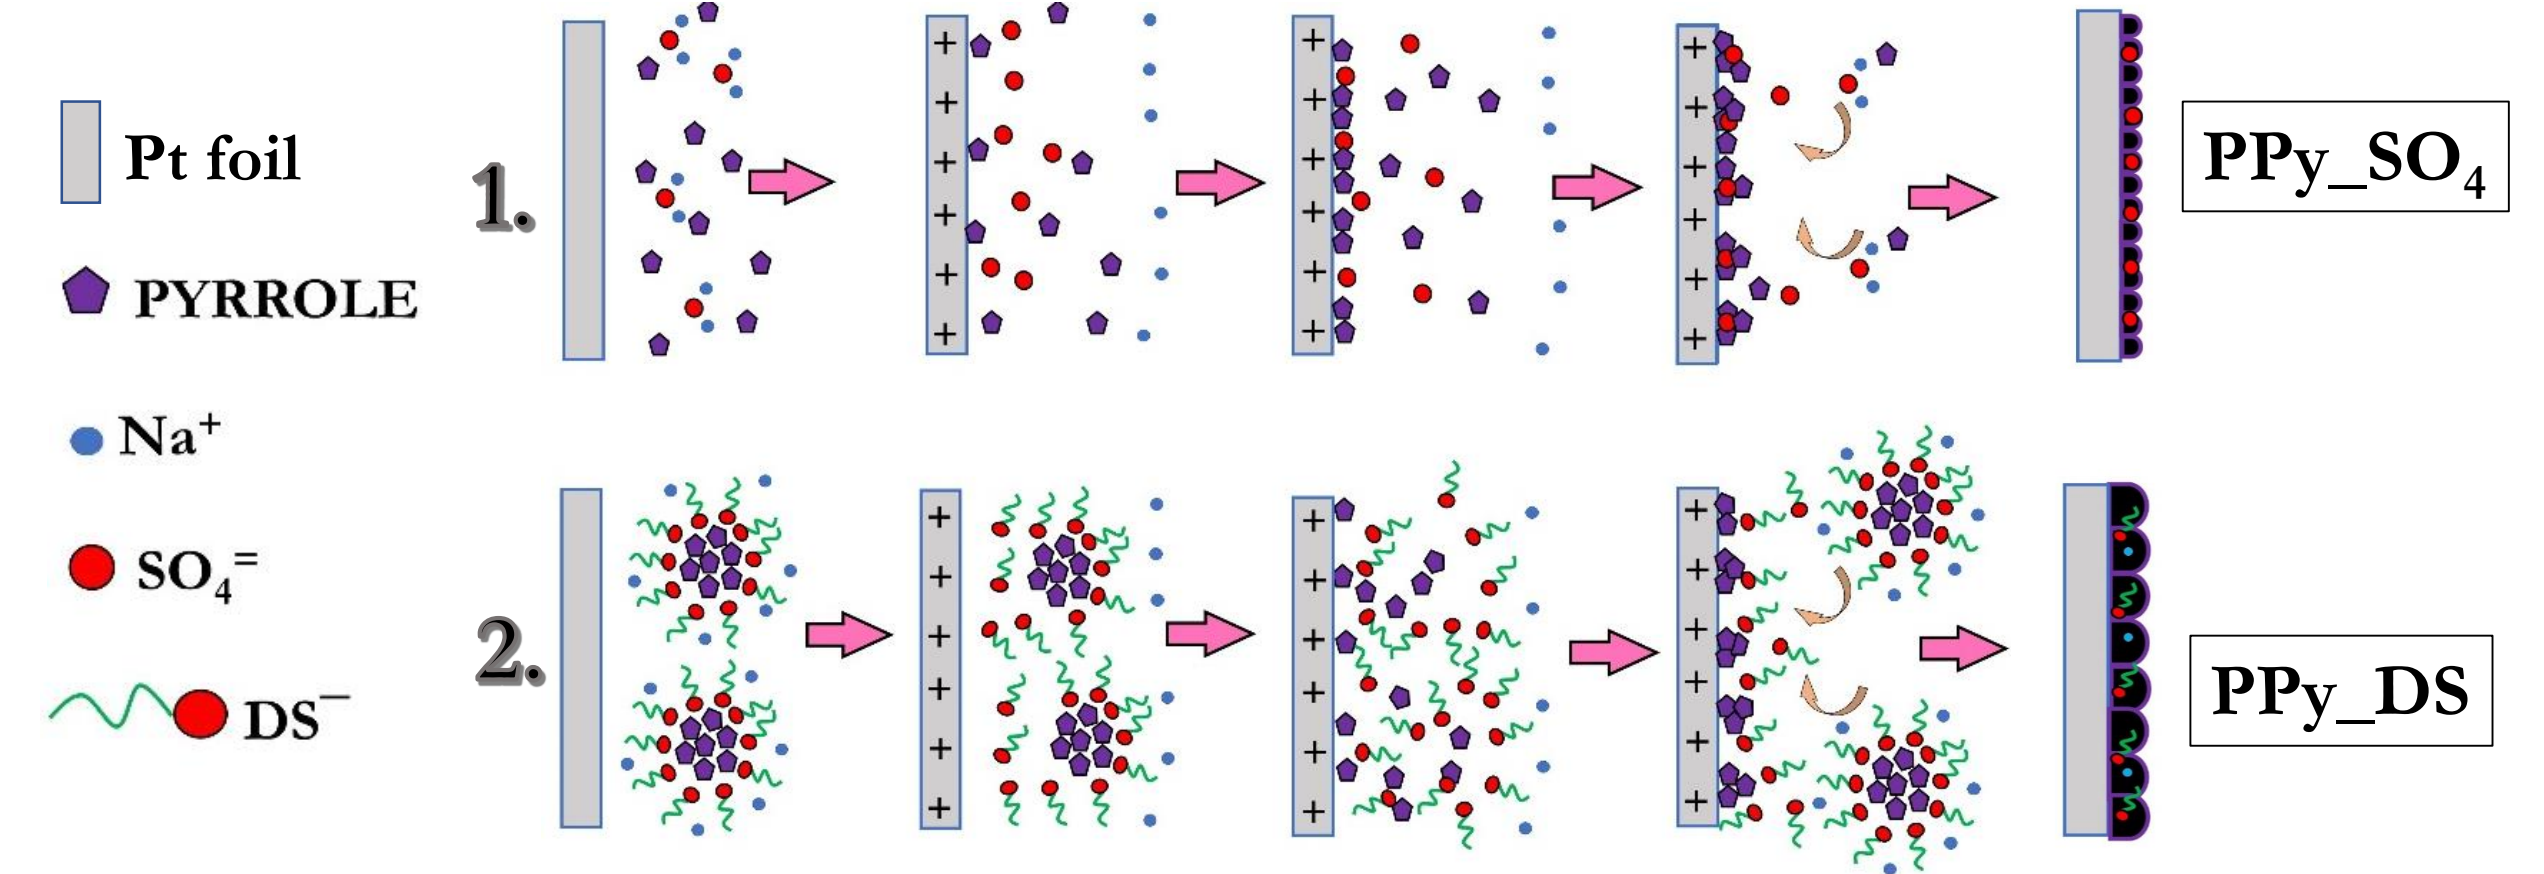 Pt foil
PYRROLE
Na⁺
SO₄⁼
DS⁻
1.
+ + + + + +
+ + + + + +
+ + + + + +
PPy_SO₄
2.
+ + + + + +
+ + + + + +
+ + + + + +
PPy_DS